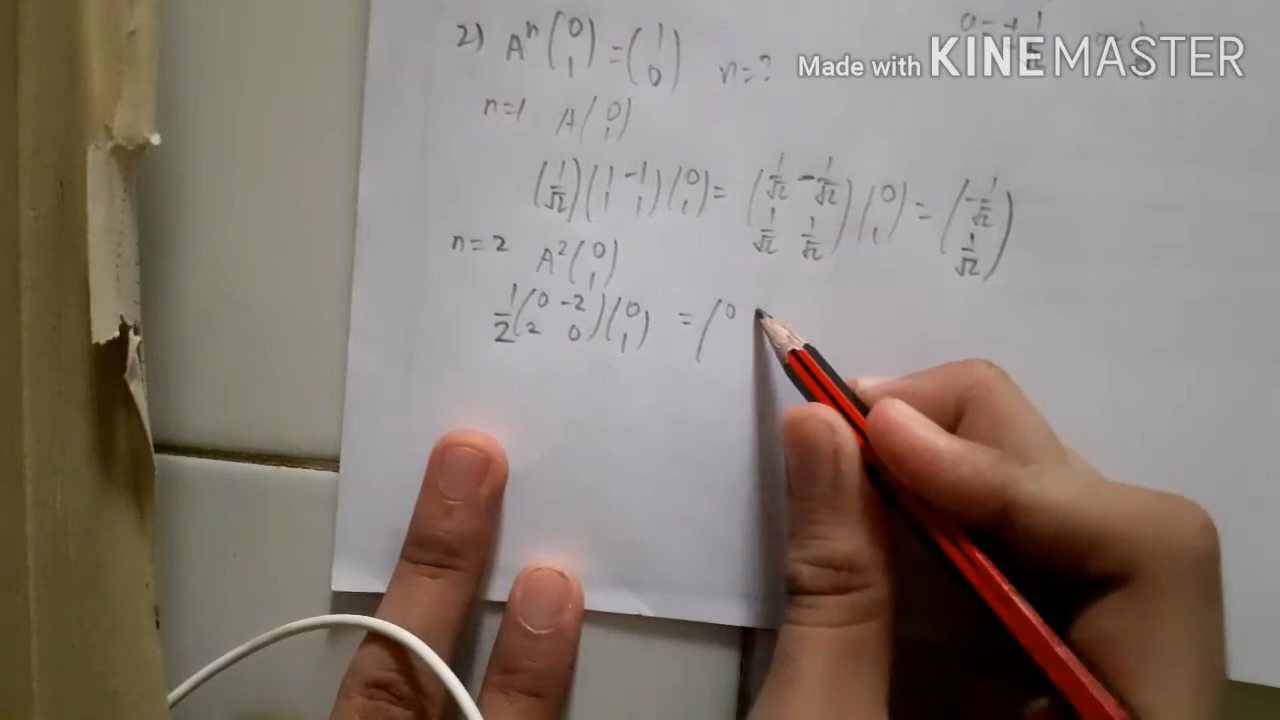 2) Aⁿ (0 1) = (1 0) n = ?
Made with KINEMASTER
n=1 A (0 1)
(1/√2) (1 -1 1 1) (0 1) = (1/√2 -1/√2 1/√2 1/√2) (0 1) = (-1/√2 1/√2)
n=2 A² (0 1)
1/2 (0 -2 2 0) (0 1) = (0